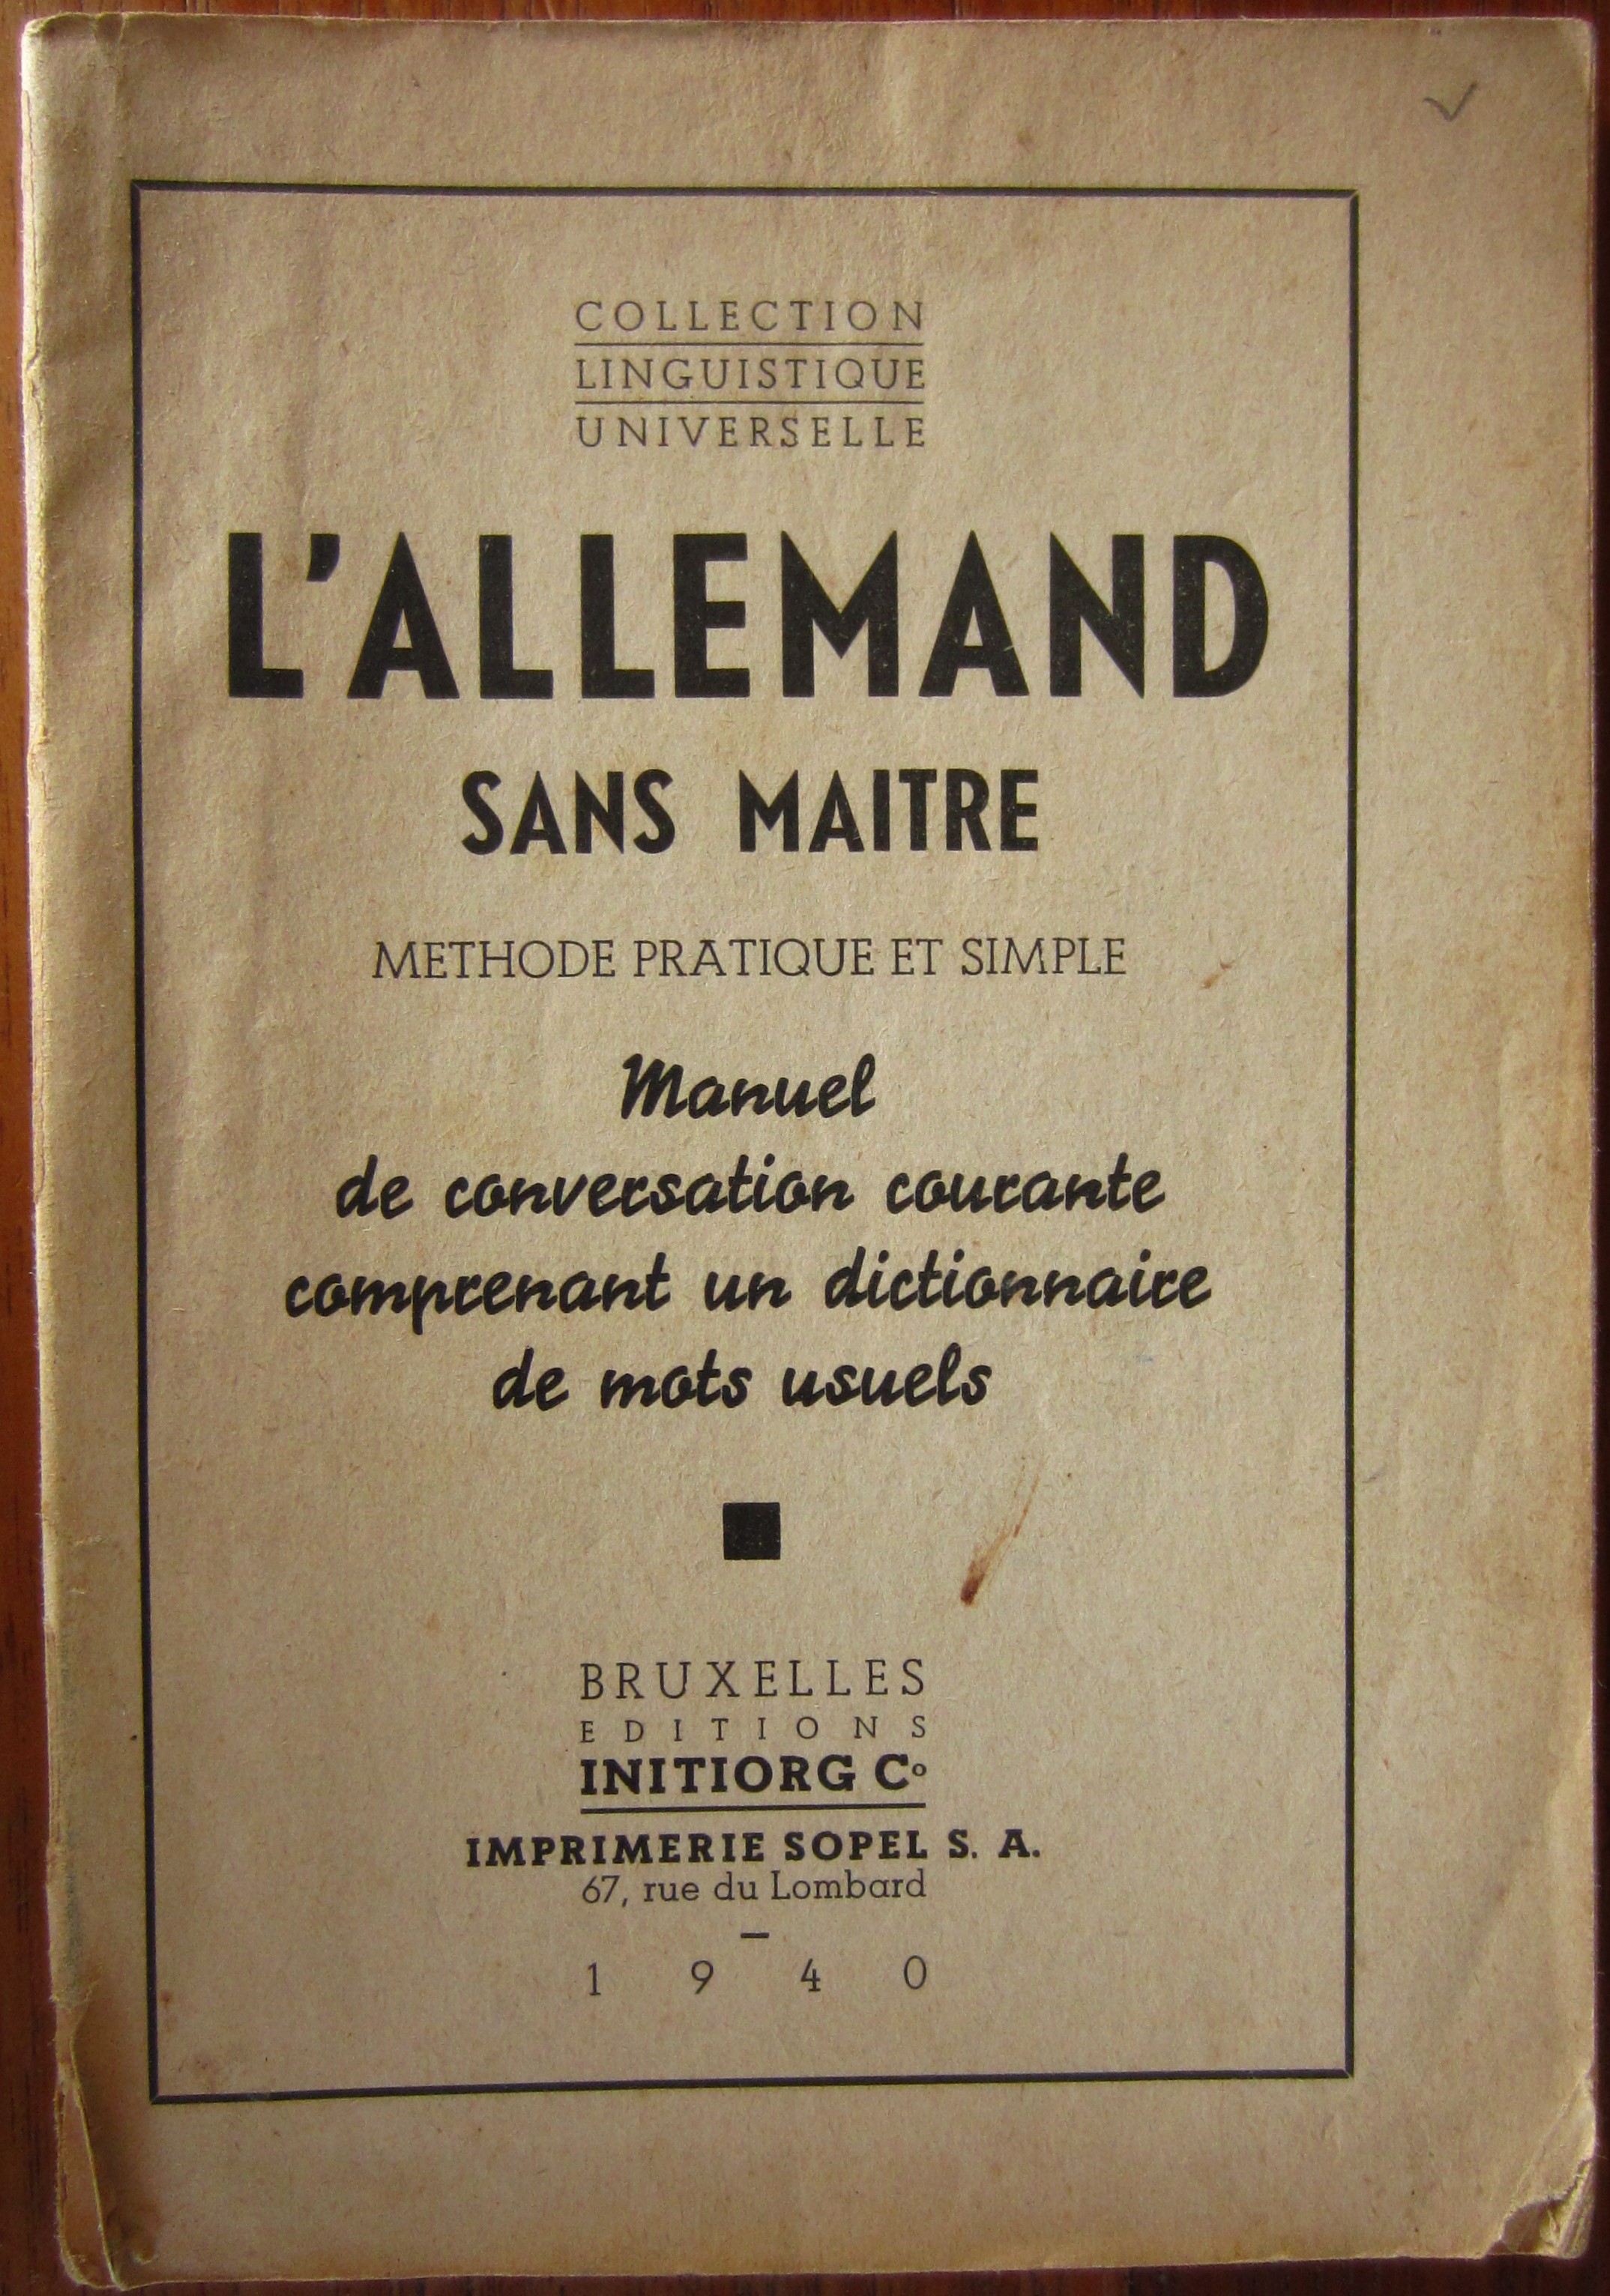 COLLECTION
LINGUISTIQUE
UNIVERSELLE
L'ALLEMAND
SANS MAITRE
METHODE PRATIQUE ET SIMPLE
Manuel
de conversation courante
comprenant un dictionnaire
de mots usuels
BRUXELLES
EDITIONS
INITIORG Cº
IMPRIMERIE SOPEL S. A.
67, rue du Lombard
1940